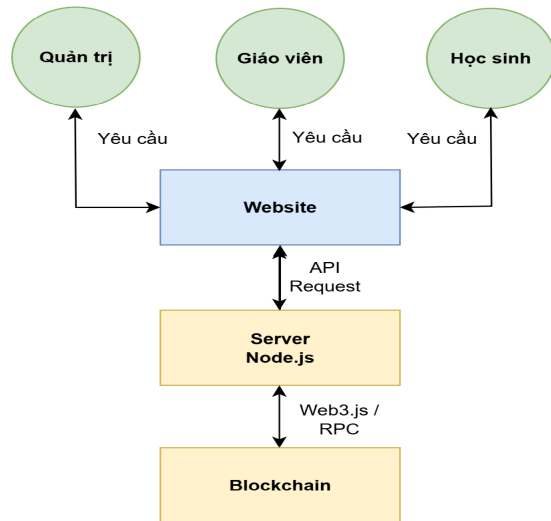 Quản trị
Giáo viên
Học sinh
Yêu cầu
Yêu cầu
Yêu cầu
Website
API
Request
Server
Node.js
Web3.js /
RPC
Blockchain